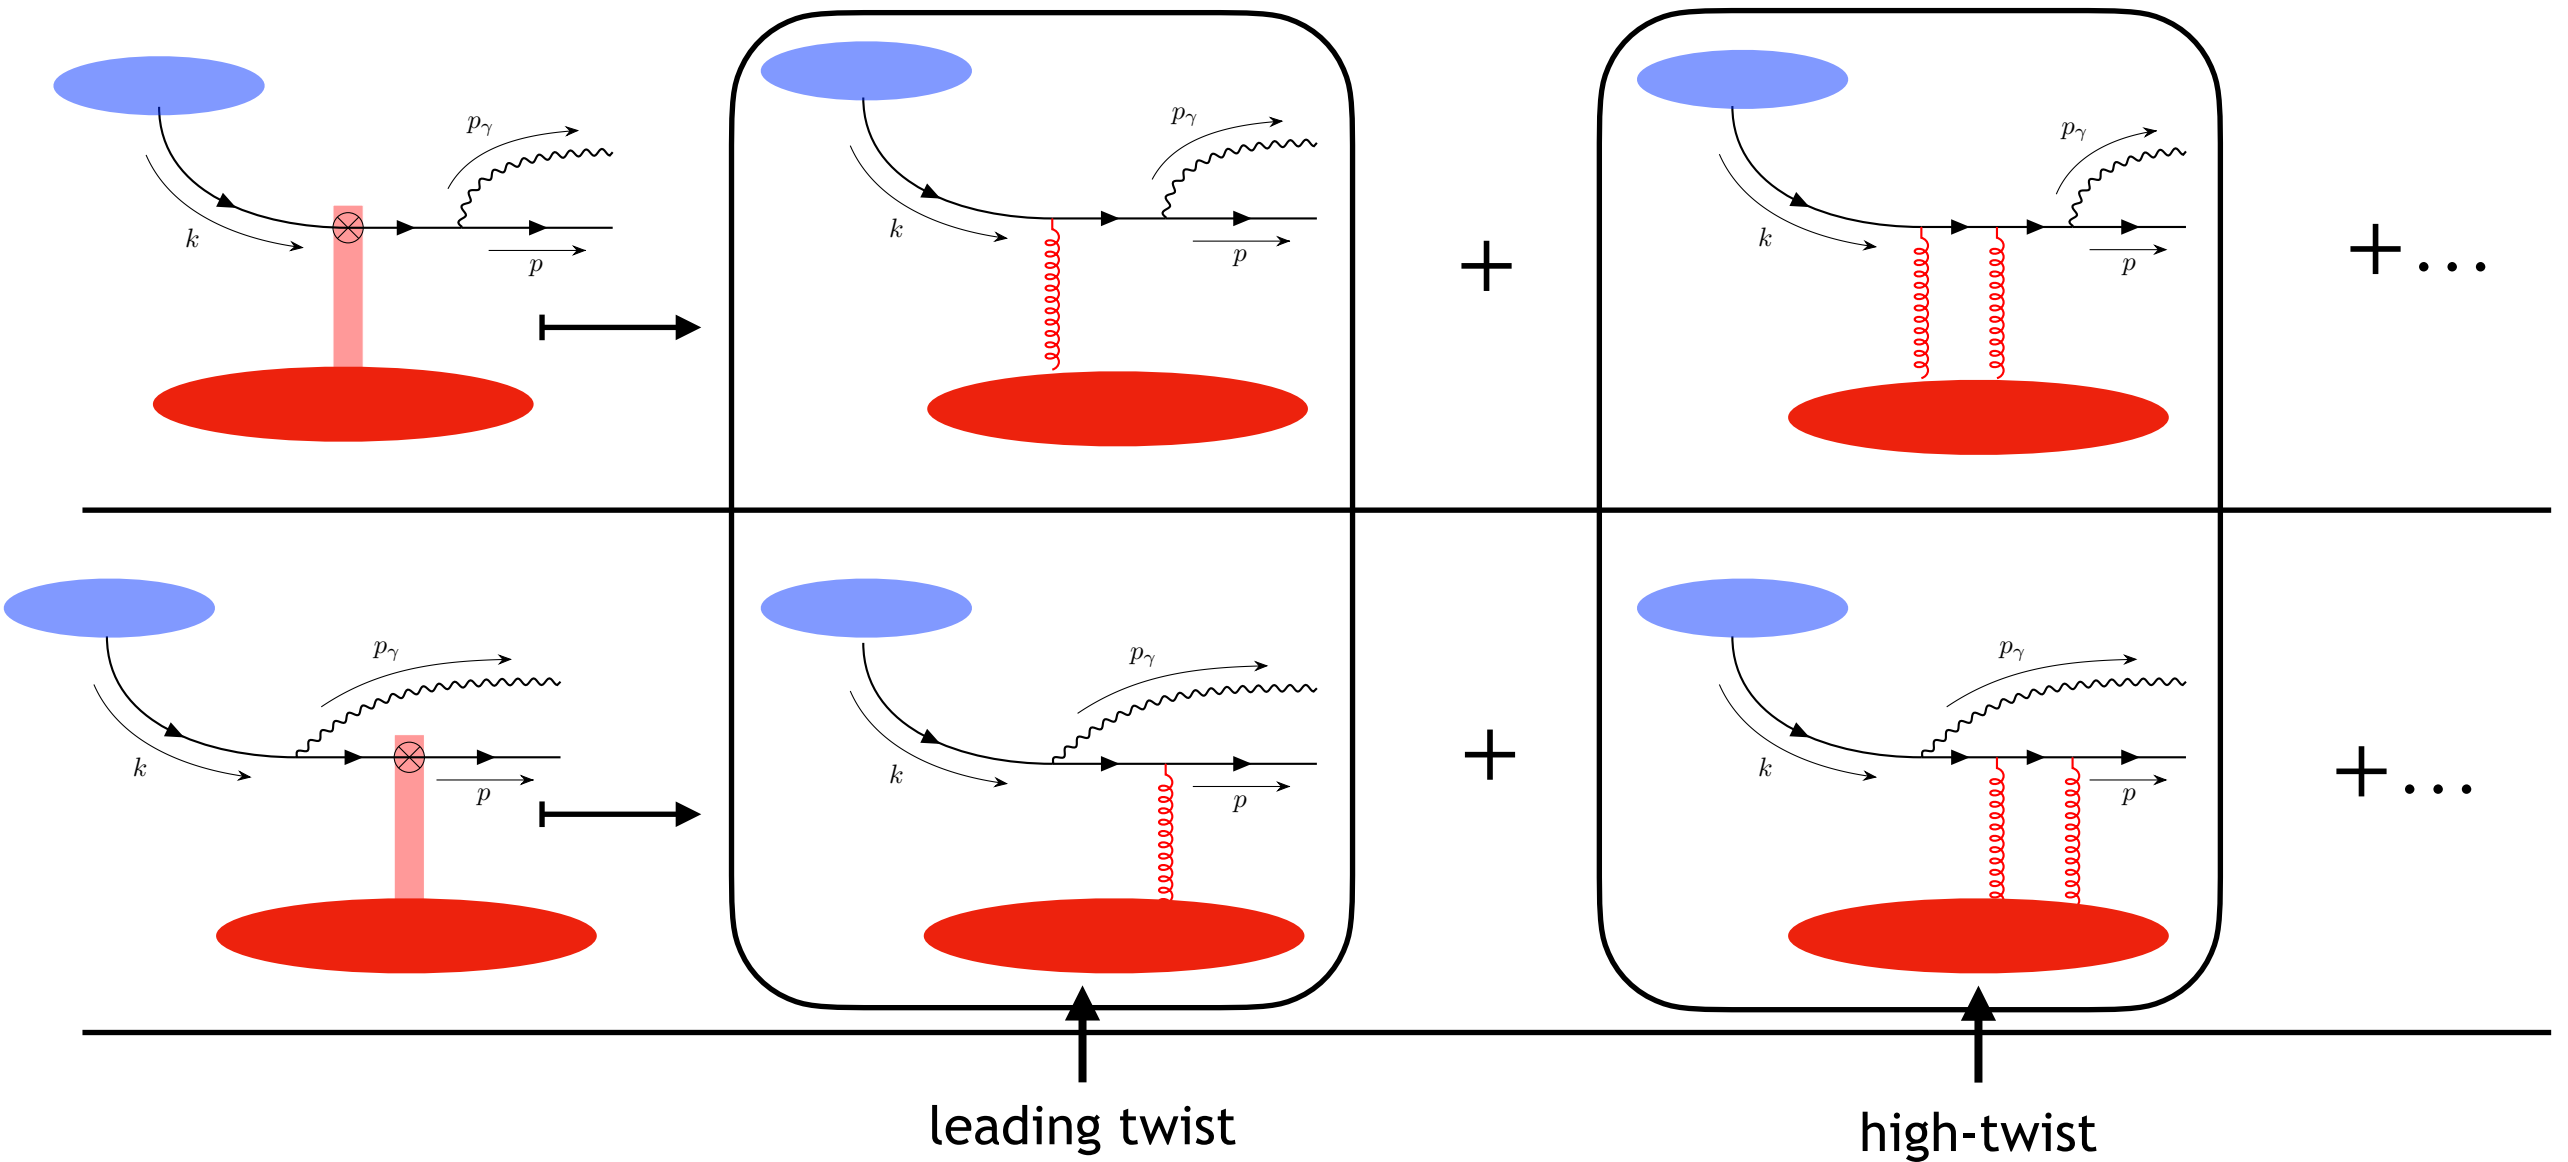 pγ
k
p
pγ
k
p
+
pγ
k
p
+ ...
pγ
k
p
pγ
k
p
+
pγ
k
p
+ ...
leading twist
high-twist